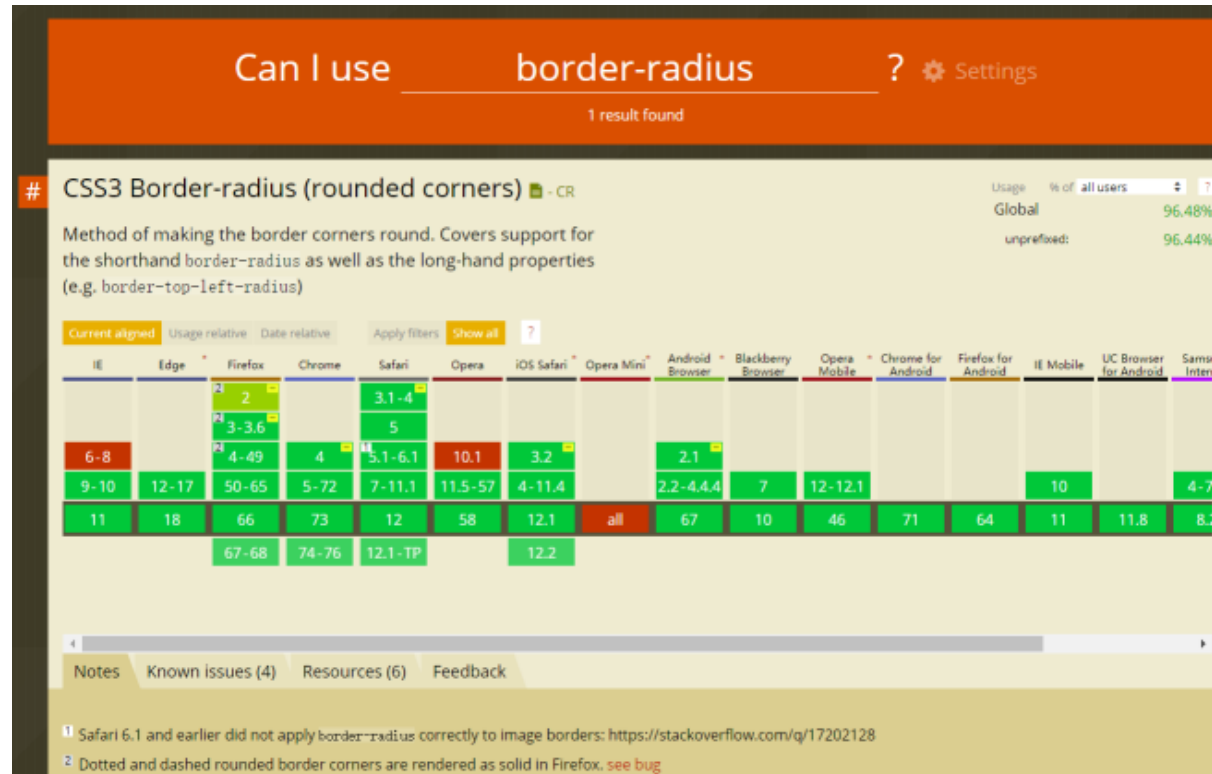 Can I use border-radius ? Settings
1 result found
#
CSS3 Border-radius (rounded corners) - CR
Usage % of all users ?
Global 96.48%
unprefixed: 96.44%
Method of making the border corners round. Covers support for
the shorthand border-radius as well as the long-hand properties
(e.g. border-top-left-radius)
Current aligned Usage relative Date relative Apply filters Show all ?
IE Edge * Firefox Chrome Safari Opera iOS Safari * Opera Mini * Android Browser * Blackberry Browser Opera Mobile * Chrome for Android Firefox for Android IE Mobile UC Browser for Android
2 2 - 3.1-4 -
2 3-3.6 - 5
6-8 2 4-49 4 - 1 5.1-6.1 10.1 3.2 - 2.1 -
9-10 12-17 50-65 5-72 7-11.1 11.5-57 4-11.4 2.2-4.4.4 7 12-12.1 10 4-7
11 18 66 73 12 58 12.1 all 67 10 46 71 64 11 11.8 8.2
67-68 74-76 12.1-TP 12.2
Notes Known issues (4) Resources (6) Feedback
1 Safari 6.1 and earlier did not apply border-radius correctly to image borders: https://stackoverflow.com/q/17202128
2 Dotted and dashed rounded border corners are rendered as solid in Firefox. see bug